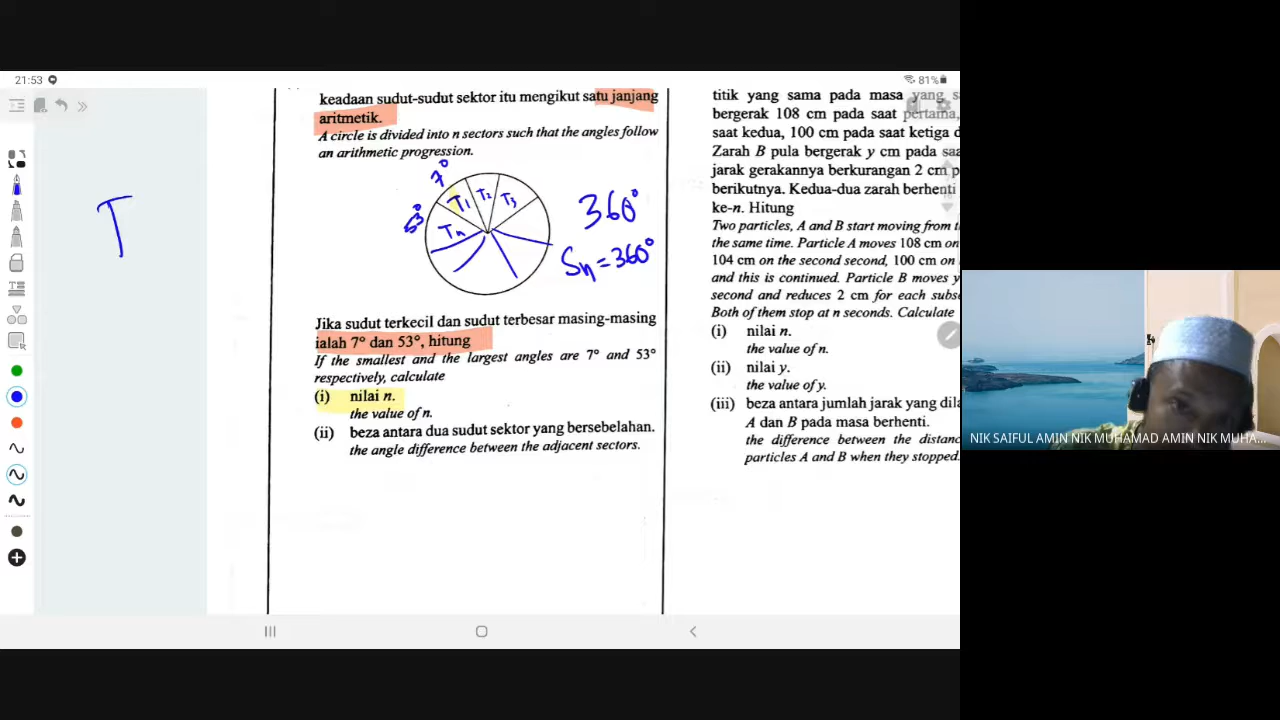 21:53
81%
keadaan sudut-sudut sektor itu mengikut satu janjang
aritmetik.
A circle is divided into n sectors such that the angles follow
an arithmetic progression.
7°
53°
T1
T2
T3
Tn
360°
Sn = 360°
T
Jika sudut terkecil dan sudut terbesar masing-masing
ialah 7° dan 53°, hitung
If the smallest and the largest angles are 7° and 53°
respectively, calculate
(i) nilai n.
the value of n.
(ii) beza antara dua sudut sektor yang bersebelahan.
the angle difference between the adjacent sectors.
titik yang sama pada masa yang s
bergerak 108 cm pada saat pertama,
saat kedua, 100 cm pada saat ketiga d
Zarah B pula bergerak y cm pada sa
jarak gerakannya berkurangan 2 cm p
berikutnya. Kedua-dua zarah berhenti
ke-n. Hitung
Two particles, A and B start moving from t
the same time. Particle A moves 108 cm on
104 cm on the second second, 100 cm on
and this is continued. Particle B moves y
second and reduces 2 cm for each subs
Both of them stop at n seconds. Calculate
(i) nilai n.
the value of n.
(ii) nilai y.
the value of y.
(iii) beza antara jumlah jarak yang dila
A dan B pada masa berhenti.
the difference between the distan
particles A and B when they stopped.
NIK SAIFUL AMIN NIK MUHAMAD AMIN NIK MUHA...